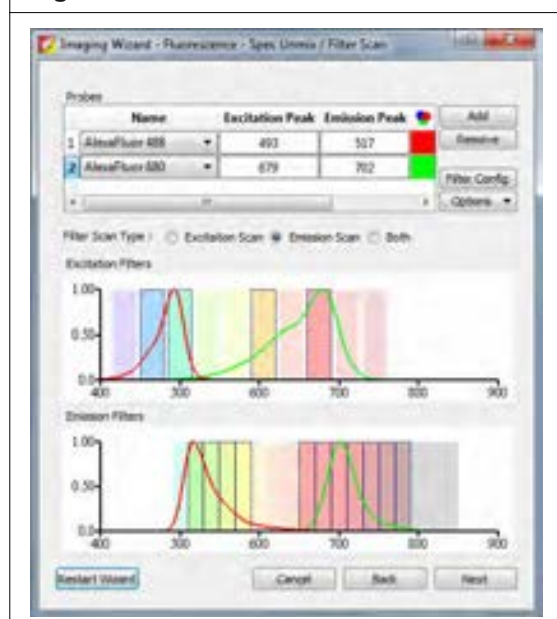 Imaging Wizard - Fluorescence - Spec Unmix / Filter Scan
Probes
Name Excitation Peak Emission Peak Add
1 AlexaFluor 488 493 517 Remove
2 AlexaFluor 680 679 702
Filter Config
Options
Filter Scan Type : Excitation Scan Emission Scan Both
Excitation Filters
1.00
0.50
0.0
400 500 600 700 800 900
Emission Filters
1.00
0.50
0.0
400 500 600 700 800 900
Restart Wizard Cancel Back Next